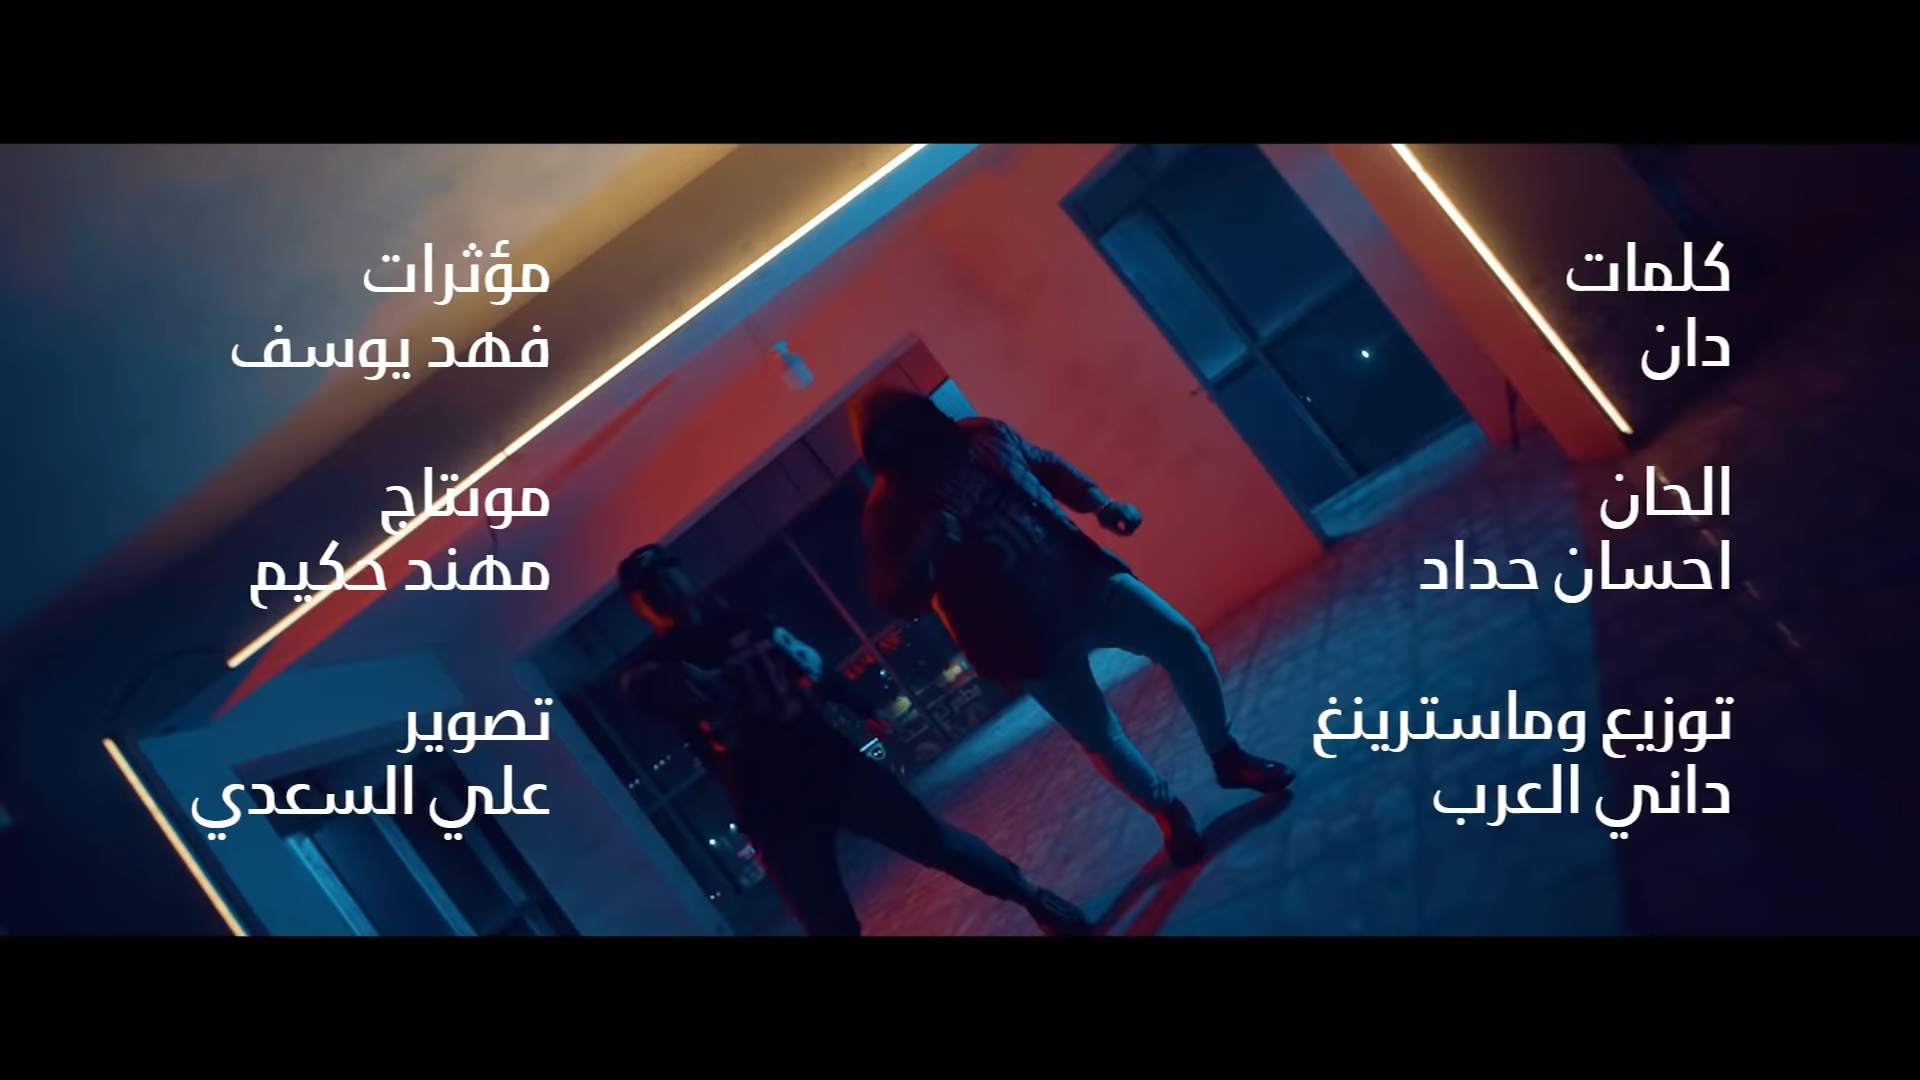 كلمات
دان
الحان
احسان حداد
توزيع وماسترينغ
داني العرب
مؤثرات
فهد يوسف
مونتاج
مهند حكيم
تصوير
علي السعدي